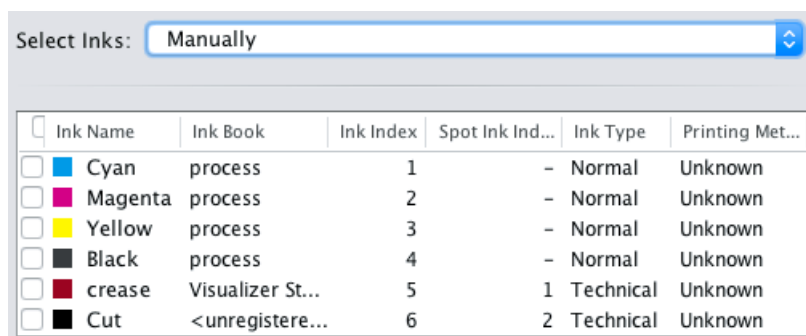 Select Inks: Manually
Ink Name Ink Book Ink Index Spot Ink Ind... Ink Type Printing Met...
Cyan process 1 – Normal Unknown
Magenta process 2 – Normal Unknown
Yellow process 3 – Normal Unknown
Black process 4 – Normal Unknown
crease Visualizer St... 5 1 Technical Unknown
Cut <unregistere... 6 2 Technical Unknown